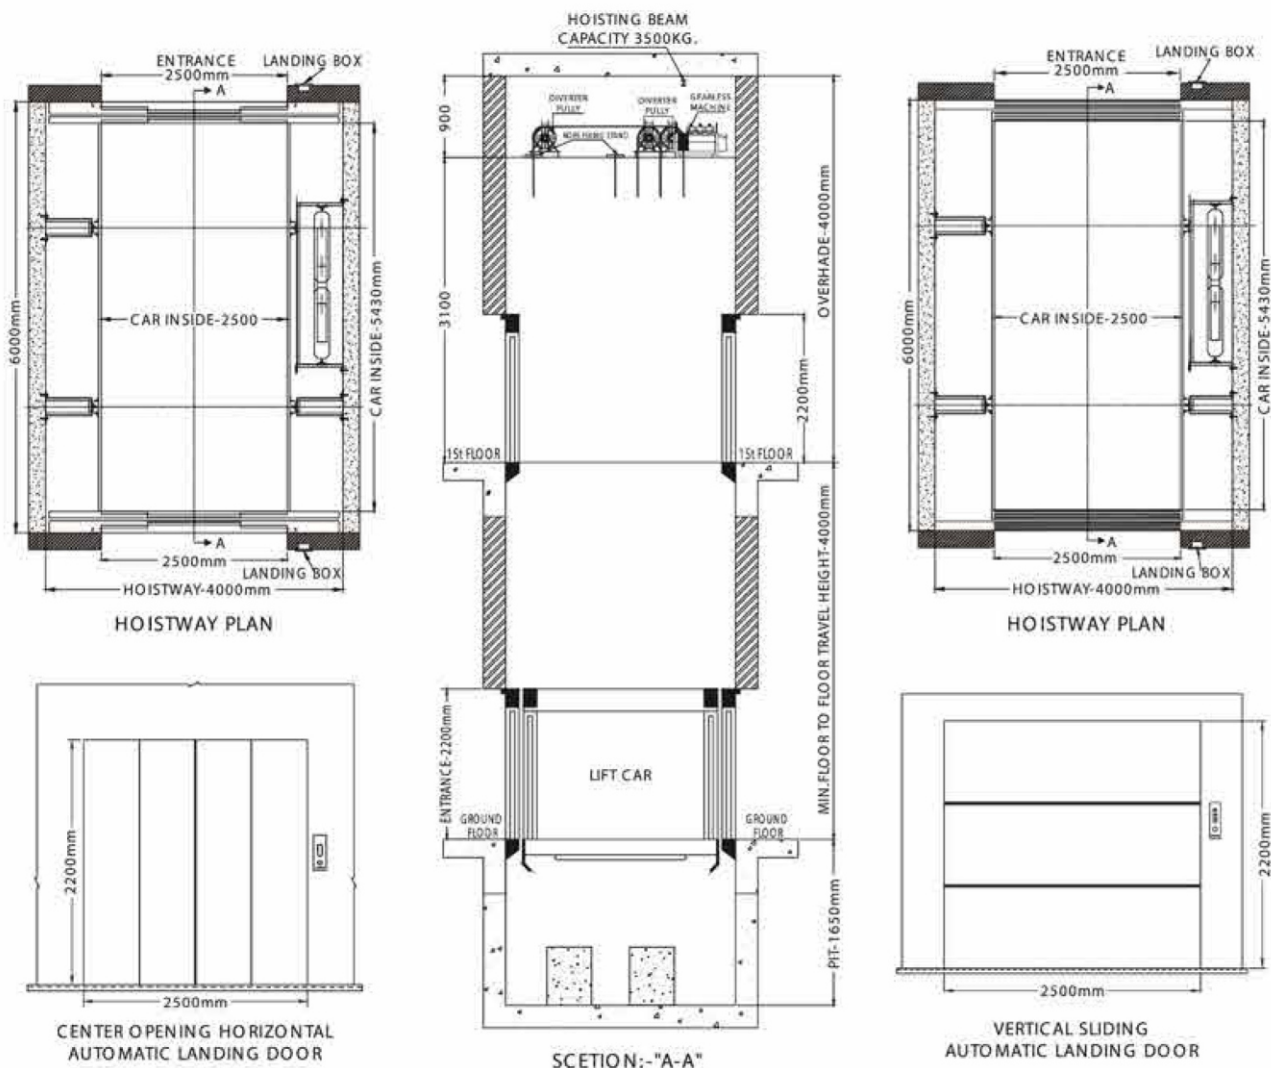 ENTRANCE
2500mm
LANDING BOX
A
6000mm
CAR INSIDE-2500
CAR INSIDE-5430mm
A
2500mm
LANDING BOX
HOISTWAY-4000mm
HOISTWAY PLAN
2200mm
2500mm
CENTER OPENING HORIZONTAL
AUTOMATIC LANDING DOOR
HOISTING BEAM
CAPACITY 3500KG.
900
DIVERTER
PULLY
DIVERTER
PULLY
GEARLESS
MACHINE
3100
OVERHADE-4000mm
2200mm
1St FLOOR
1St FLOOR
MIN.FLOOR TO FLOOR TRAVEL HEIGHT-4000mm
ENTRANCE-2200mm
LIFT CAR
GROUND
FLOOR
GROUND
FLOOR
PIT-1650mm
SCETION:-"A-A"
ENTRANCE
2500mm
LANDING BOX
A
6000mm
CAR INSIDE-2500
CAR INSIDE-5430mm
A
2500mm
LANDING BOX
HOISTWAY-4000mm
HOISTWAY PLAN
2200mm
2500mm
VERTICAL SLIDING
AUTOMATIC LANDING DOOR